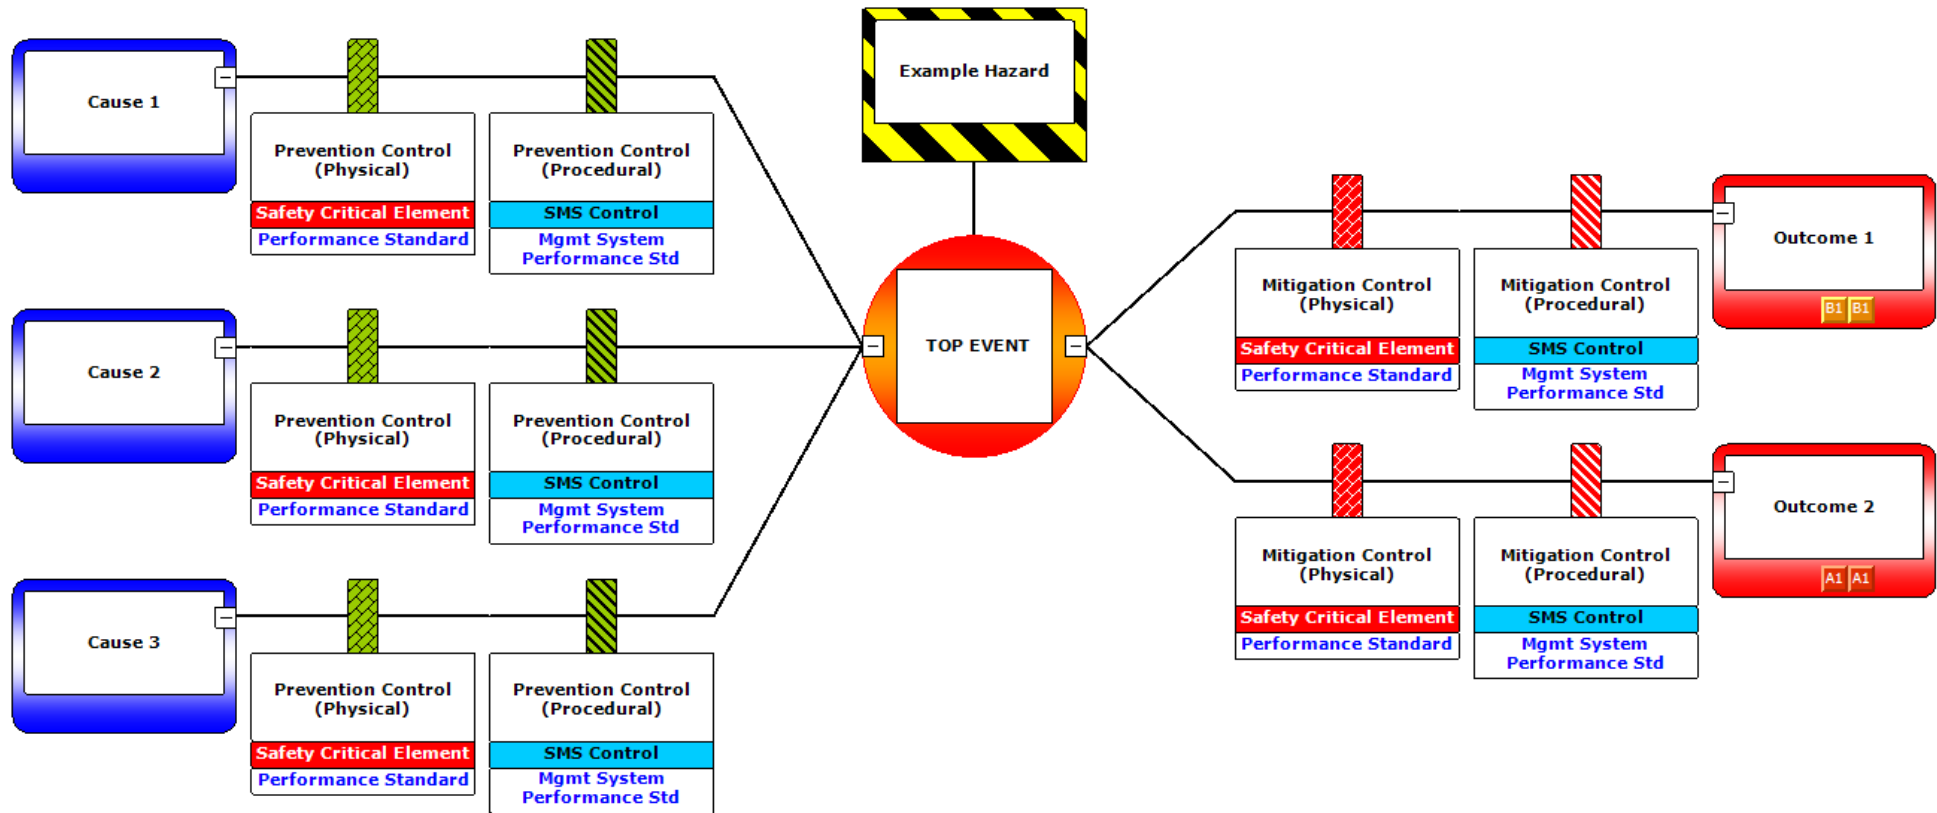 Example Hazard
Cause 1
Prevention Control
(Physical)
Safety Critical Element
Performance Standard
Prevention Control
(Procedural)
SMS Control
Mgmt System
Performance Std
Cause 2
Prevention Control
(Physical)
Safety Critical Element
Performance Standard
Prevention Control
(Procedural)
SMS Control
Mgmt System
Performance Std
Cause 3
Prevention Control
(Physical)
Safety Critical Element
Performance Standard
Prevention Control
(Procedural)
SMS Control
Mgmt System
Performance Std
TOP EVENT
Mitigation Control
(Physical)
Safety Critical Element
Performance Standard
Mitigation Control
(Procedural)
SMS Control
Mgmt System
Performance Std
Outcome 1
B1 B1
Mitigation Control
(Physical)
Safety Critical Element
Performance Standard
Mitigation Control
(Procedural)
SMS Control
Mgmt System
Performance Std
Outcome 2
A1 A1